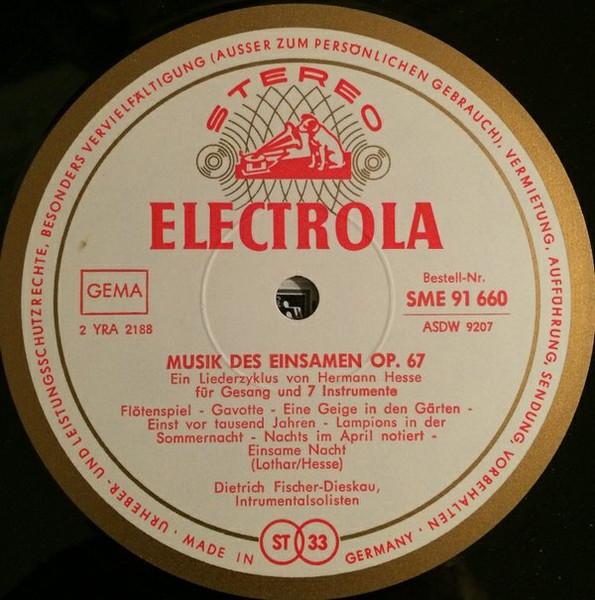 URHEBER- UND LEISTUNGSSCHUTZRECHTE, BESONDERS VERVIELFÄLTIGUNG (AUSSER ZUM PERSÖNLICHEN GEBRAUCH), VERMIETUNG, AUFFÜHRUNG, SENDUNG, VORBEHALTEN ·
STEREO
ELECTROLA
GEMA
2 YRA 2188
Bestell-Nr.
SME 91 660
ASDW 9207
MUSIK DES EINSAMEN OP. 67
Ein Liederzyklus von Hermann Hesse
für Gesang und 7 Instrumente
Flötenspiel - Gavotte - Eine Geige in den Gärten -
Einst vor tausend Jahren - Lampions in der
Sommernacht - Nachts im April notiert -
Einsame Nacht
(Lothar/Hesse)
Dietrich Fischer-Dieskau,
Intrumentalsolisten
· MADE IN GERMANY ·
ST 33